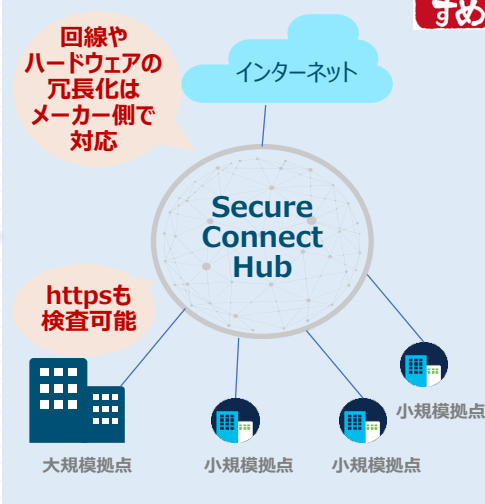 すめ
回線や
ハードウェアの
冗長化は
メーカー側で
対応
インターネット
Secure
Connect
Hub
httpsも
検査可能
小規模拠点
大規模拠点
小規模拠点
小規模拠点